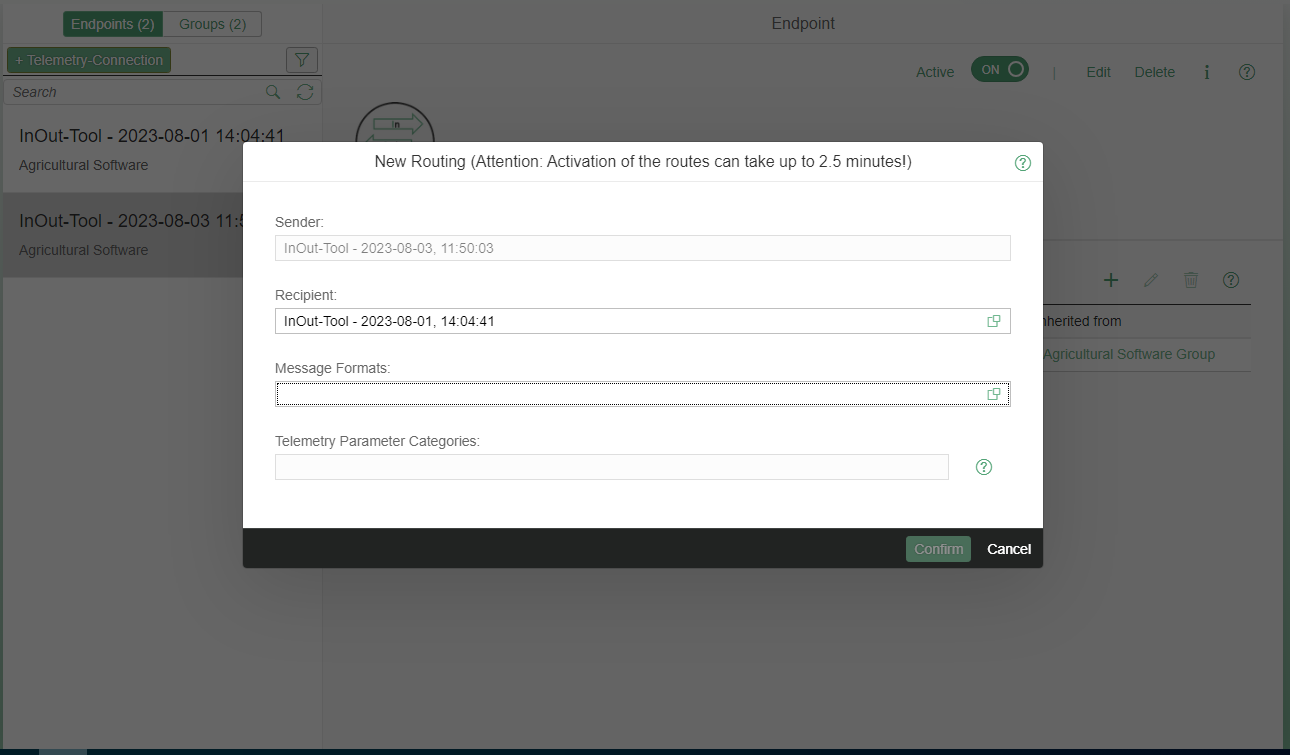 Endpoints (2)
Groups (2)
Endpoint
+ Telemetry-Connection
Search
Active
ON
Edit
Delete
InOut-Tool - 2023-08-01 14:04:41
Agricultural Software
In
InOut-Tool - 2023-08-03 11:5
Agricultural Software
New Routing (Attention: Activation of the routes can take up to 2.5 minutes!)
Sender:
InOut-Tool - 2023-08-03, 11:50:03
Recipient:
InOut-Tool - 2023-08-01, 14:04:41
Message Formats:
Telemetry Parameter Categories:
Confirm
Cancel
nherited from
Agricultural Software Group